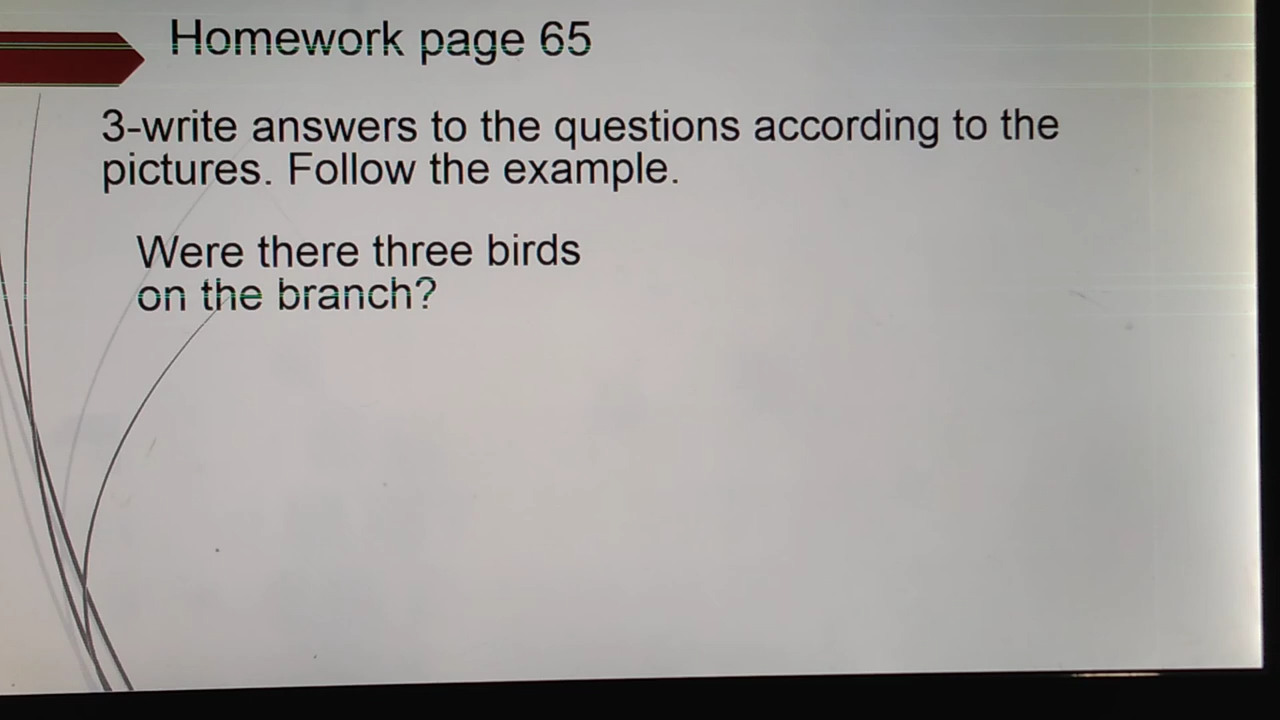 Homework page 65
3-write answers to the questions according to the
pictures. Follow the example.
Were there three birds
on the branch?